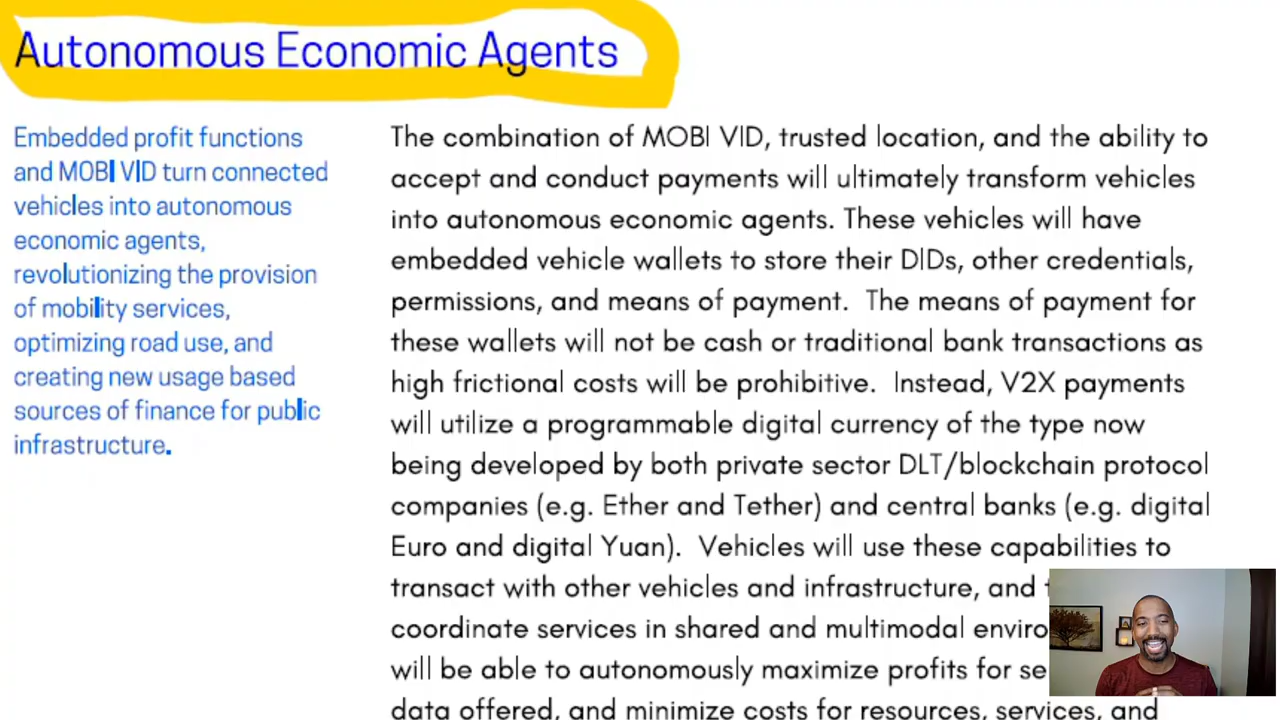 Autonomous Economic Agents
Embedded profit functions
and MOBI VID turn connected
vehicles into autonomous
economic agents,
revolutionizing the provision
of mobility services,
optimizing road use, and
creating new usage based
sources of finance for public
infrastructure.
The combination of MOBI VID, trusted location, and the ability to
accept and conduct payments will ultimately transform vehicles
into autonomous economic agents. These vehicles will have
embedded vehicle wallets to store their DIDs, other credentials,
permissions, and means of payment. The means of payment for
these wallets will not be cash or traditional bank transactions as
high frictional costs will be prohibitive. Instead, V2X payments
will utilize a programmable digital currency of the type now
being developed by both private sector DLT/blockchain protocol
companies (e.g. Ether and Tether) and central banks (e.g. digital
Euro and digital Yuan). Vehicles will use these capabilities to
transact with other vehicles and infrastructure, and
coordinate services in shared and multimodal
will be able to autonomously maximize profits for
data offered, and minimize costs for resources, services, and